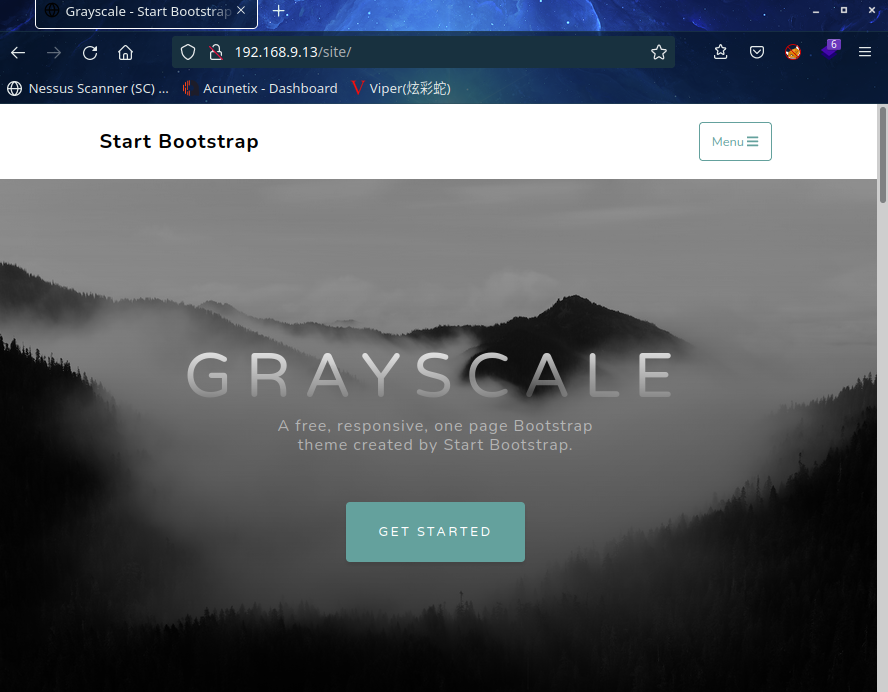 Grayscale - Start Bootstrap
192.168.9.13/site/
6
Nessus Scanner (SC) ...
Acunetix - Dashboard
Viper(炫彩蛇)
Start Bootstrap
Menu
GRAYSCALE
A free, responsive, one page Bootstrap
theme created by Start Bootstrap.
GET STARTED